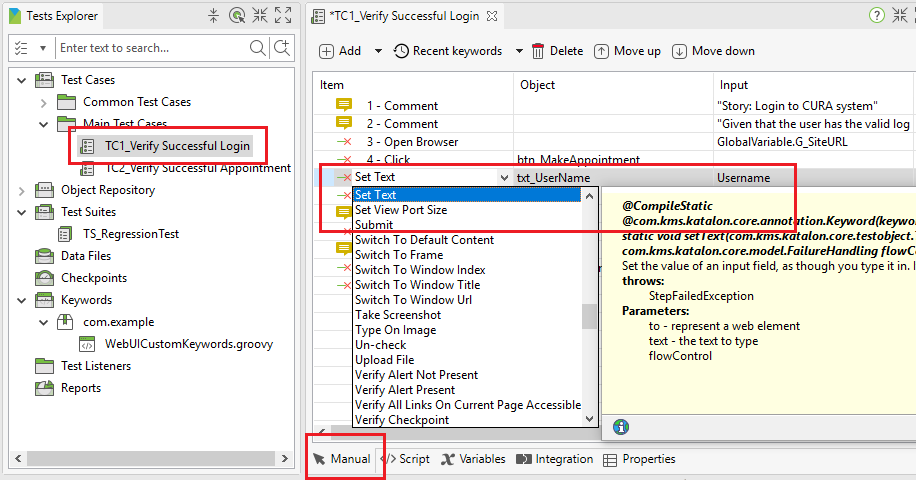 Tests Explorer
Enter text to search...
Test Cases
Common Test Cases
Main Test Cases
TC1_Verify Successful Login
TC2_Verify Successful Appointment
Object Repository
Test Suites
TS_RegressionTest
Data Files
Checkpoints
Keywords
com.example
WebUICustomKeywords.groovy
Test Listeners
Reports
*TC1_Verify Successful Login
Add
Recent keywords
Delete
Move up
Move down
Item Object Input
1 - Comment "Story: Login to CURA system"
2 - Comment "Given that the user has the valid log
3 - Open Browser GlobalVariable.G_SiteURL
4 - Click btn_MakeAppointment
Set Text txt_UserName Username
Set Text
Set View Port Size
Submit
Switch To Default Content
Switch To Frame
Switch To Window Index
Switch To Window Title
Switch To Window Url
Take Screenshot
Type On Image
Un-check
Upload File
Verify Alert Not Present
Verify Alert Present
Verify All Links On Current Page Accessible
Verify Checkpoint
@CompileStatic
@com.kms.katalon.core.annotation.Keyword(keywo
static void setText(com.kms.katalon.core.testobject.
com.kms.katalon.core.model.FailureHandling flowC
Set the value of an input field, as though you type it in.
throws:
StepFailedException
Parameters:
to - represent a web element
text - the text to type
flowControl
Manual
Script
Variables
Integration
Properties